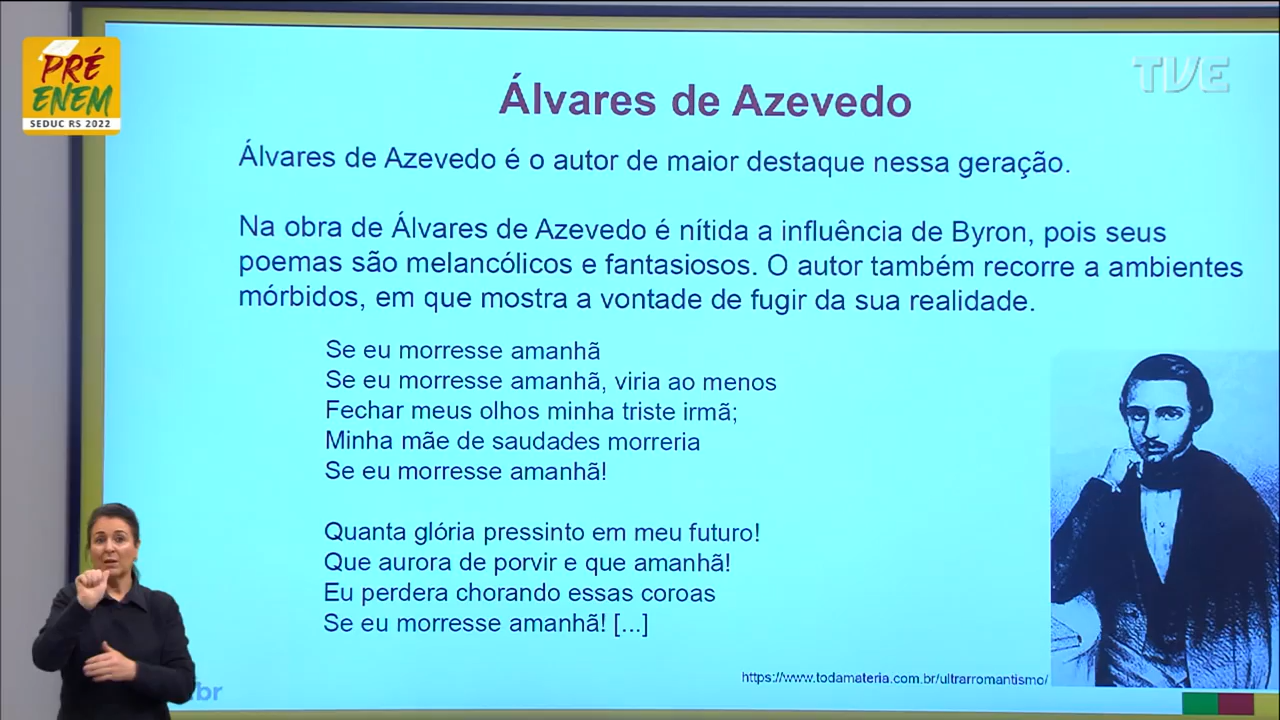 PRÉ
ENEM
SEDUC RS 2022
TVE
Álvares de Azevedo
Álvares de Azevedo é o autor de maior destaque nessa geração.
Na obra de Álvares de Azevedo é nítida a influência de Byron, pois seus
poemas são melancólicos e fantasiosos. O autor também recorre a ambientes
mórbidos, em que mostra a vontade de fugir da sua realidade.
Se eu morresse amanhã
Se eu morresse amanhã, viria ao menos
Fechar meus olhos minha triste irmã;
Minha mãe de saudades morreria
Se eu morresse amanhã!
Quanta glória pressinto em meu futuro!
Que aurora de porvir e que amanhã!
Eu perdera chorando essas coroas
Se eu morresse amanhã! [...]
https://www.todamateria.com.br/ultrarromantismo/
br